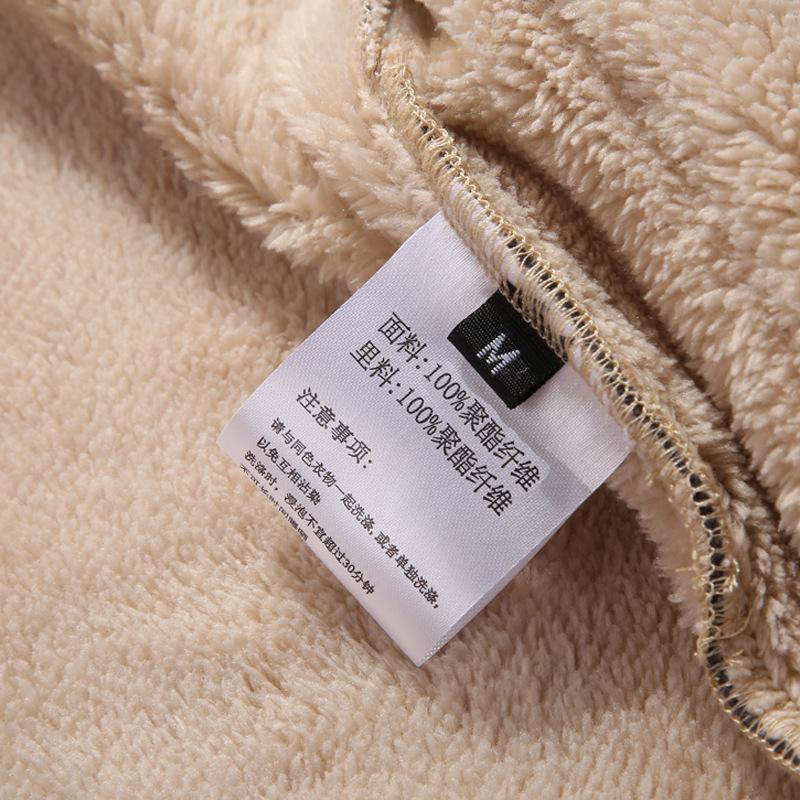 M
面料:100%聚酯纤维
里料:100%聚酯纤维
注意事项:
请与同色衣物一起洗涤,或者单独洗涤,
以免互相沾染
洗涤时,浸泡不宜超过30分钟